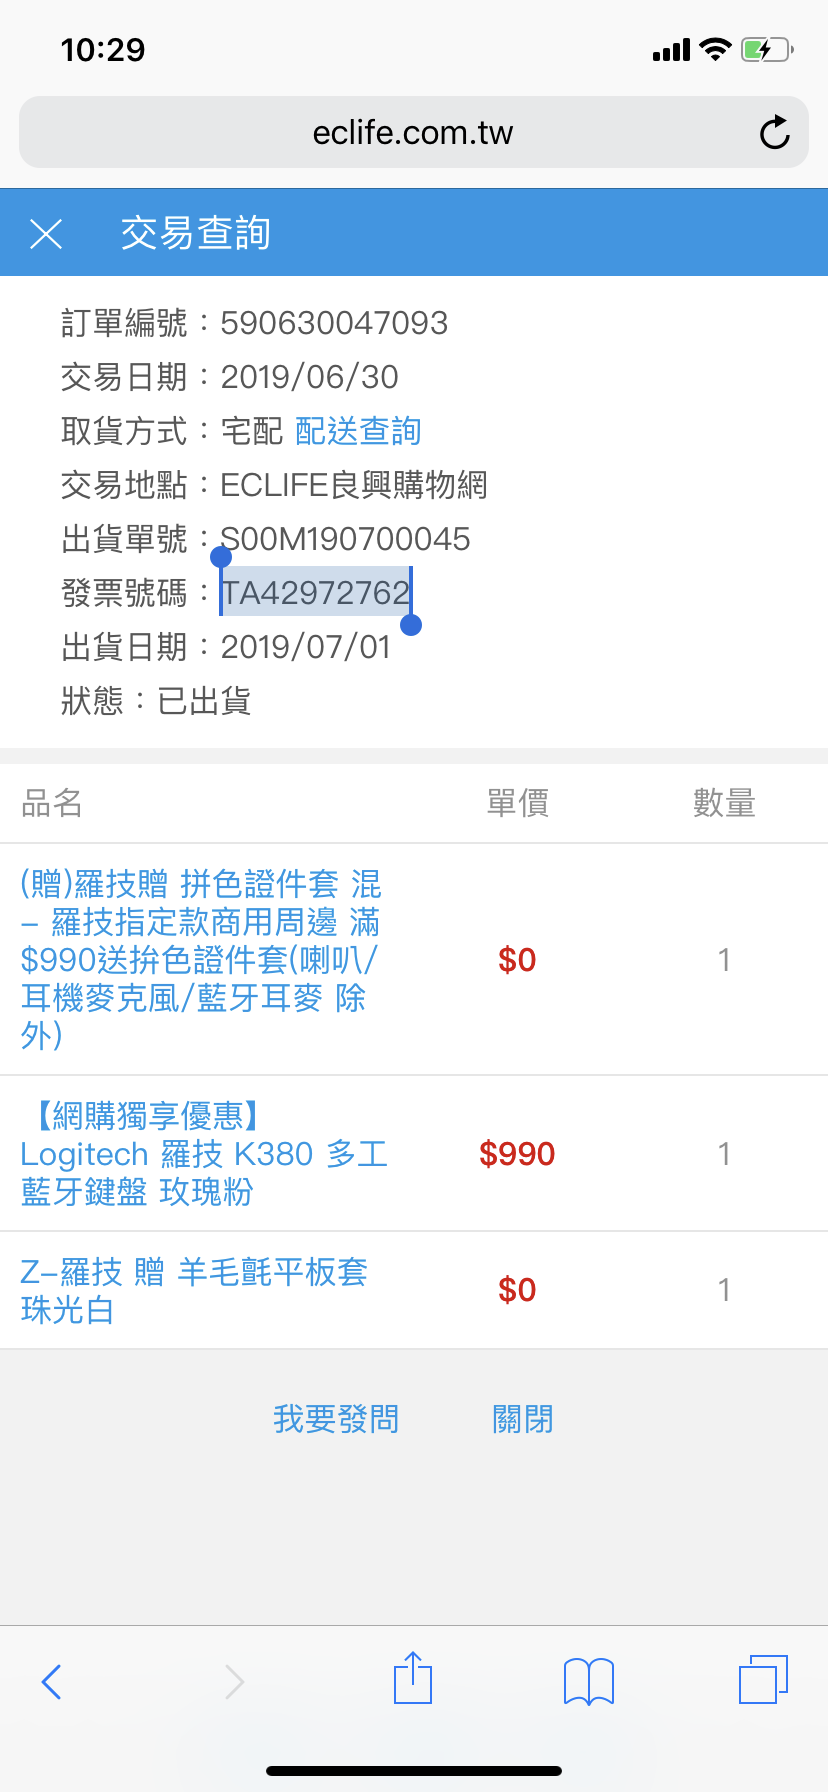 10:29
eclife.com.tw
交易查詢
訂單編號：590630047093
交易日期：2019/06/30
取貨方式：宅配 配送查詢
交易地點：ECLIFE良興購物網
出貨單號：S00M190700045
發票號碼：TA42972762
出貨日期：2019/07/01
狀態：已出貨
品名 單價 數量
(贈)羅技贈 拼色證件套 混
- 羅技指定款商用周邊 滿
$990送拚色證件套(喇叭/
耳機麥克風/藍牙耳麥 除
外)
$0 1
【網購獨享優惠】
Logitech 羅技 K380 多工
藍牙鍵盤 玫瑰粉
$990 1
Z-羅技 贈 羊毛氈平板套
珠光白
$0 1
我要發問 關閉